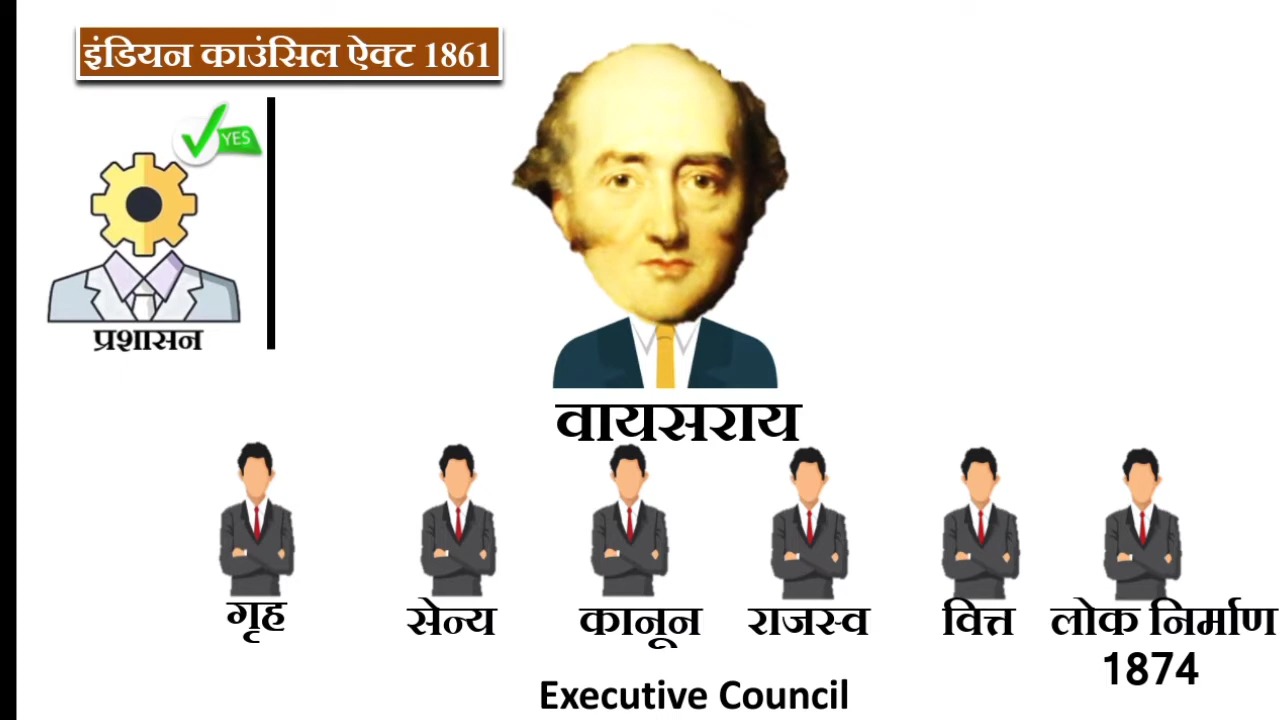 इंडियन काउंसिल ऐक्ट 1861
YES
प्रशासन
वायसराय
गृह सेन्य कानून राजस्व वित्त लोक निर्माण
1874
Executive Council